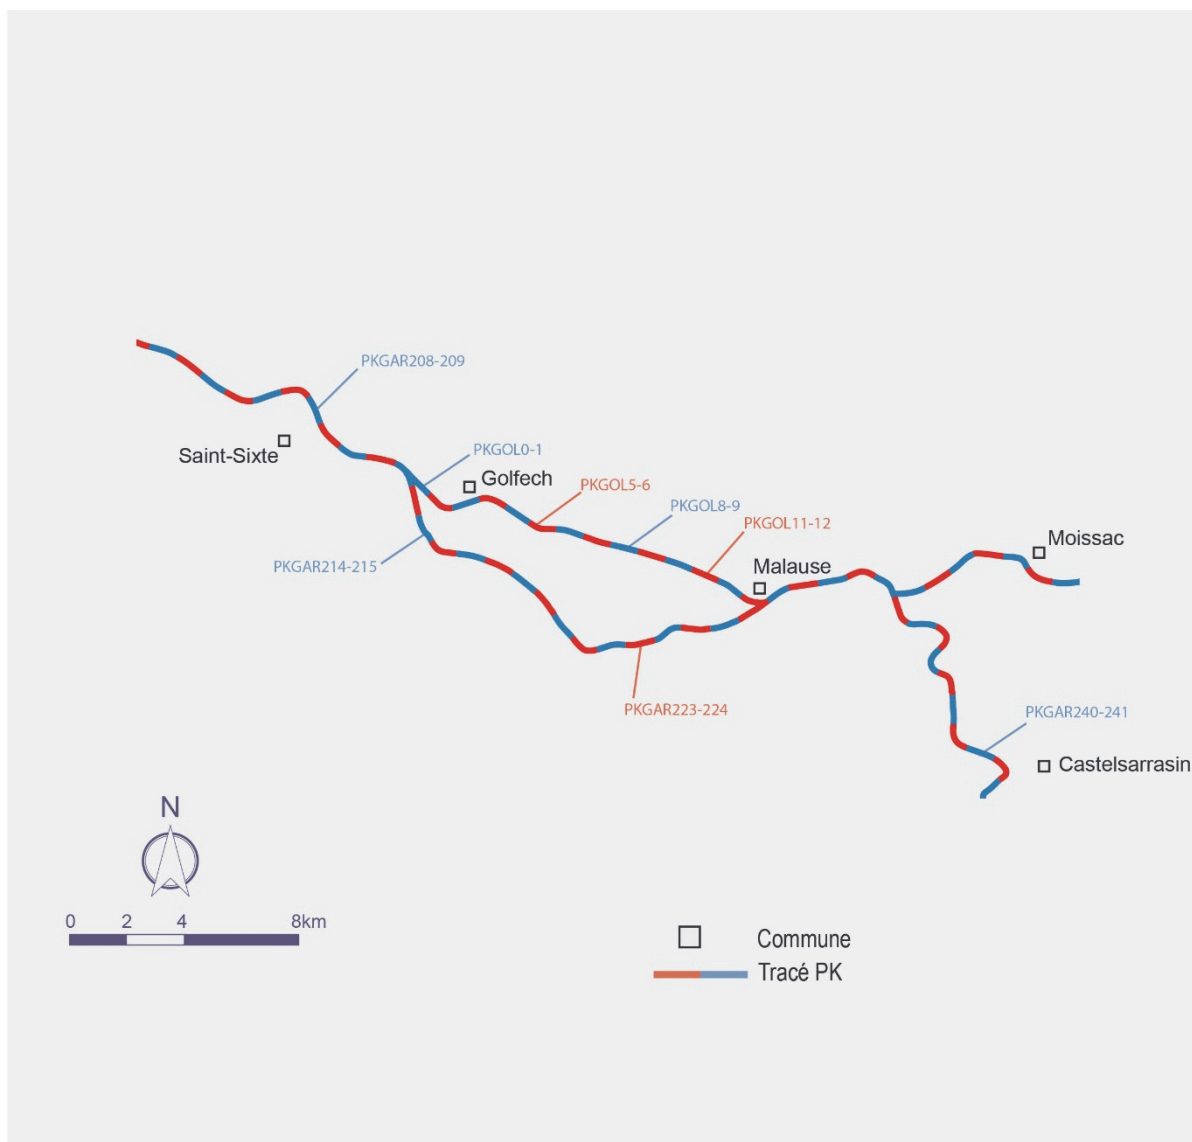 PKGAR208-209
Saint-Sixte
PKGOL0-1
Golfech
PKGOL5-6
PKGOL8-9
PKGOL11-12
Moissac
PKGAR214-215
Malause
PKGAR223-224
PKGAR240-241
Castelsarrasin
N
0 2 4 8km
Commune
Tracé PK